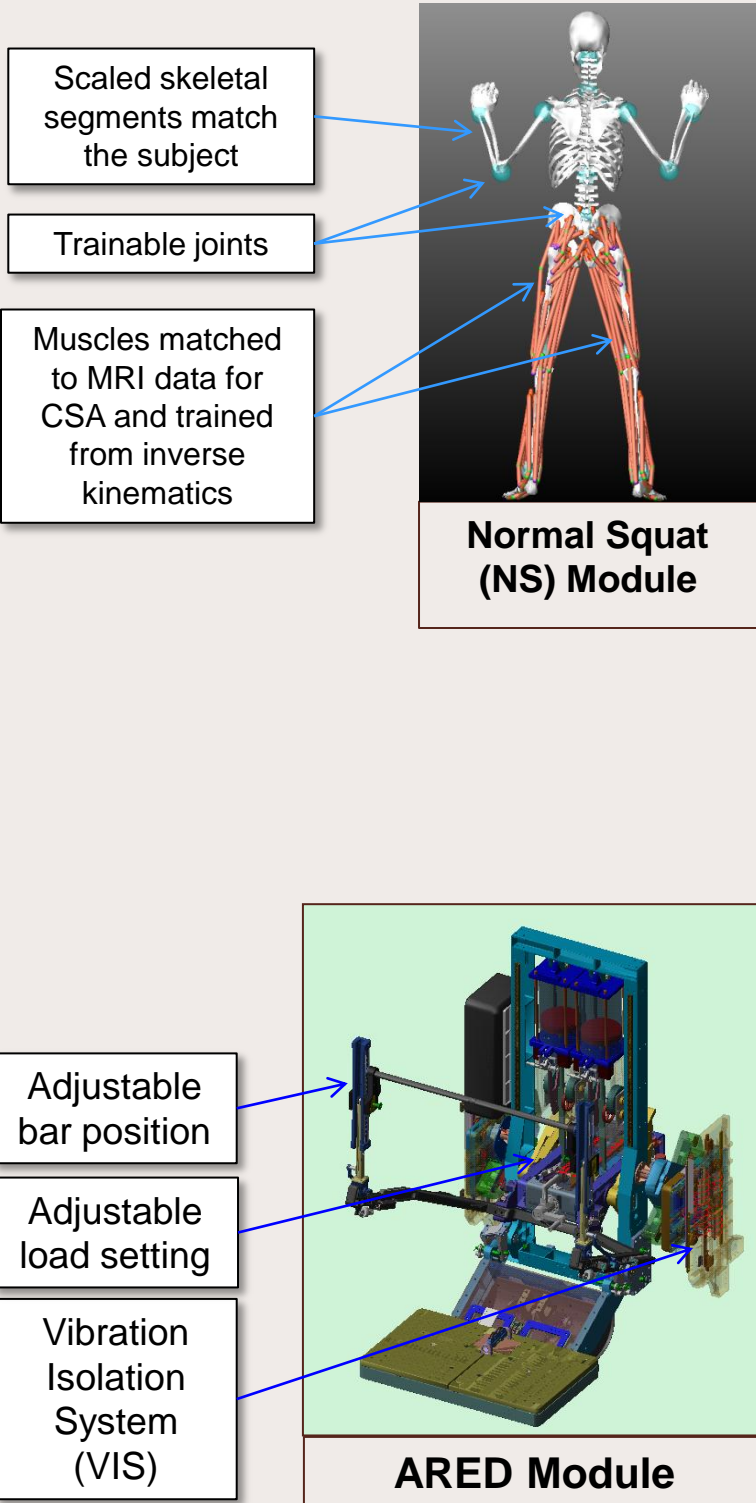 Scaled skeletal
segments match
the subject
Trainable joints
Muscles matched
to MRI data for
CSA and trained
from inverse
kinematics
Normal Squat
(NS) Module
Adjustable
bar position
Adjustable
load setting
Vibration
Isolation
System
(VIS)
ARED Module